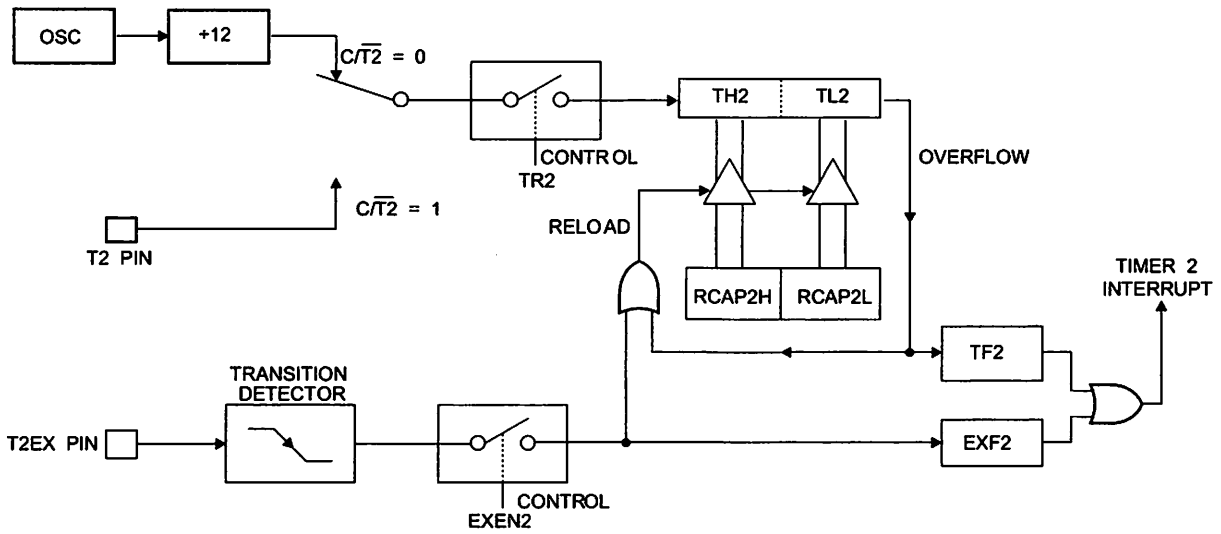 OSC
+12
C/T2 = 0
TH2
TL2
CONTROL
TR2
OVERFLOW
C/T2 = 1
T2 PIN
RELOAD
RCAP2H
RCAP2L
TIMER 2
INTERRUPT
TF2
TRANSITION
DETECTOR
T2EX PIN
EXF2
CONTROL
EXEN2